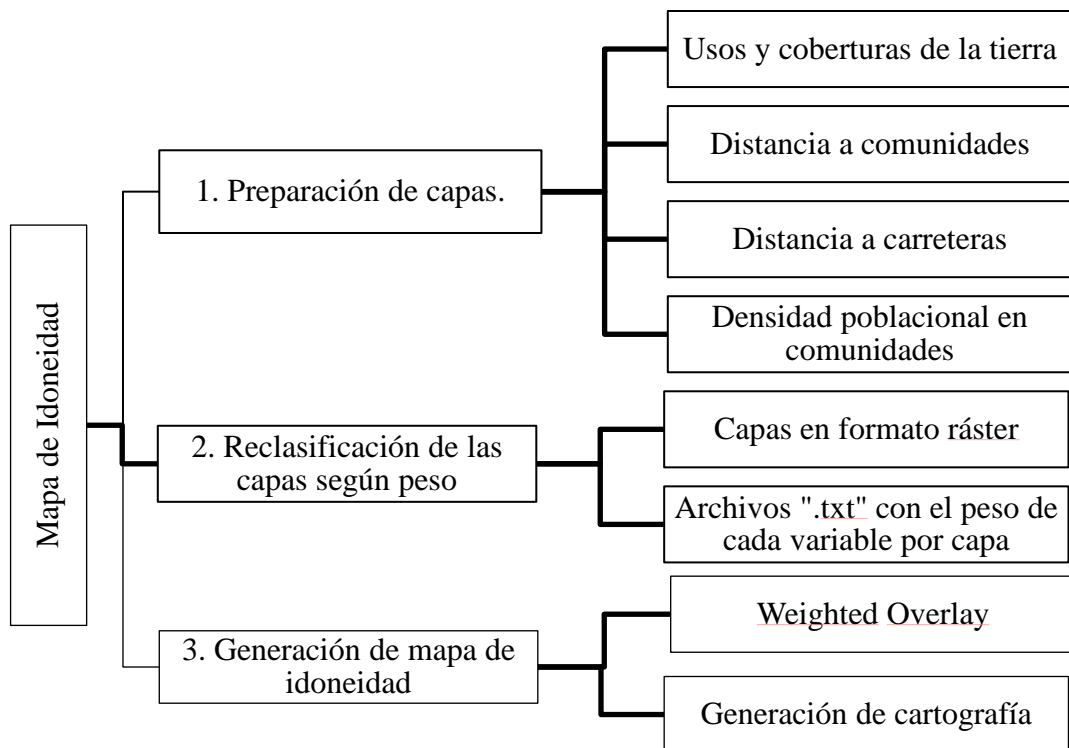 Mapa de Idoneidad
1. Preparación de capas.
Usos y coberturas de la tierra
Distancia a comunidades
Distancia a carreteras
Densidad poblacional en
comunidades
2. Reclasificación de las
capas según peso
Capas en formato ráster
Archivos ".txt" con el peso de
cada variable por capa
3. Generación de mapa de
idoneidad
Weighted Overlay
Generación de cartografía